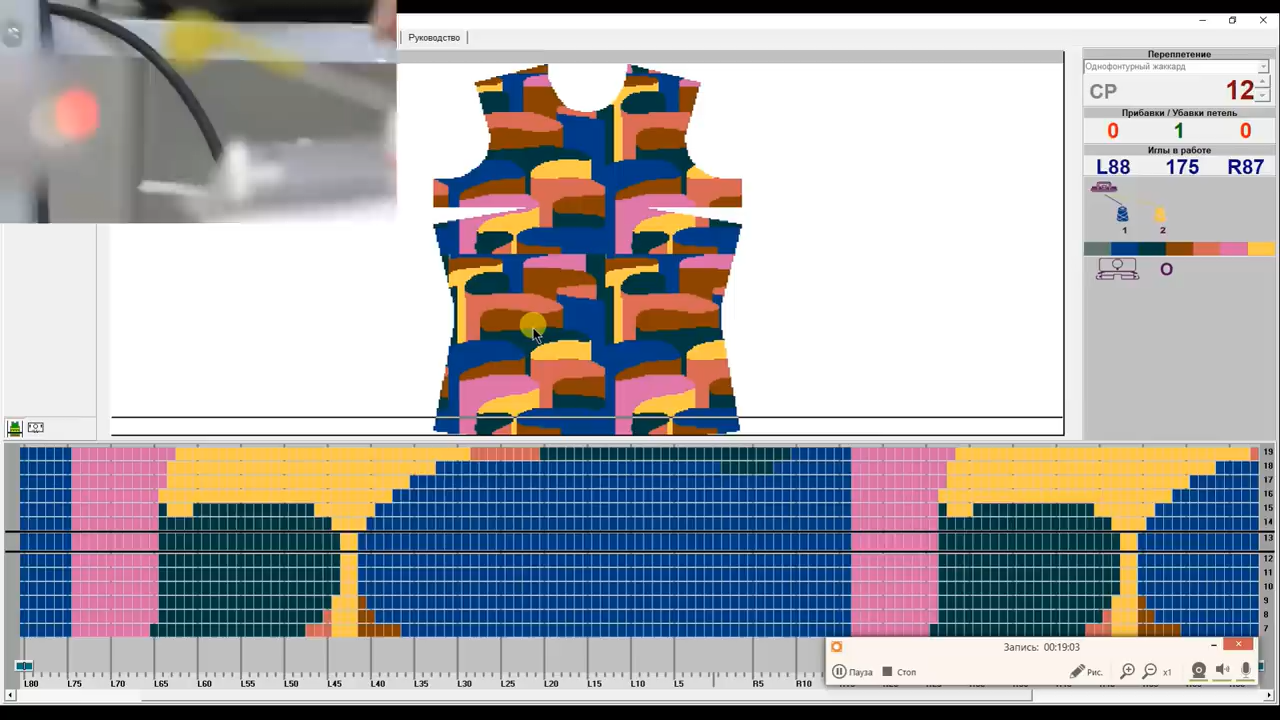 Руководство
Переплетение
Однофонтурный жаккард
СР 12
Прибавки / Убавки петель
0 1 0
Иглы в работе
L88 175 R87
1 2
O
19
18
17
16
15
14
13
12
11
10
9
8
7
Запись: 00:19:03
Пауза Стоп Рис. x1
L80 L75 L70 L65 L60 L55 L50 L45 L40 L35 L30 L25 L20 L15 L10 L5 R5 R10